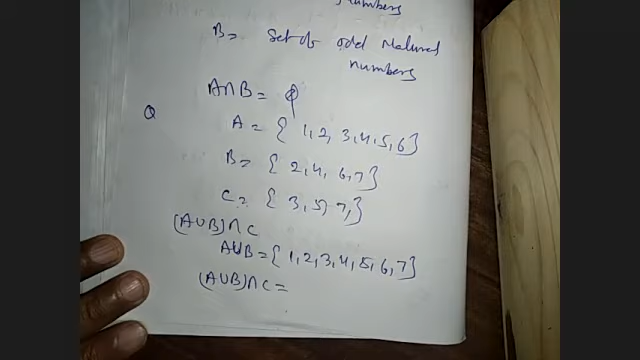 Numbers
B = Set of odd Natural
numbers
A∩B = φ
Q
A = { 1, 2, 3, 4, 5, 6}
B = { 2, 4, 6, 7}
C = { 3, 5, 7, }
(A∪B)∩C
A∪B = { 1, 2, 3, 4, 5, 6, 7}
(A∪B)∩C =